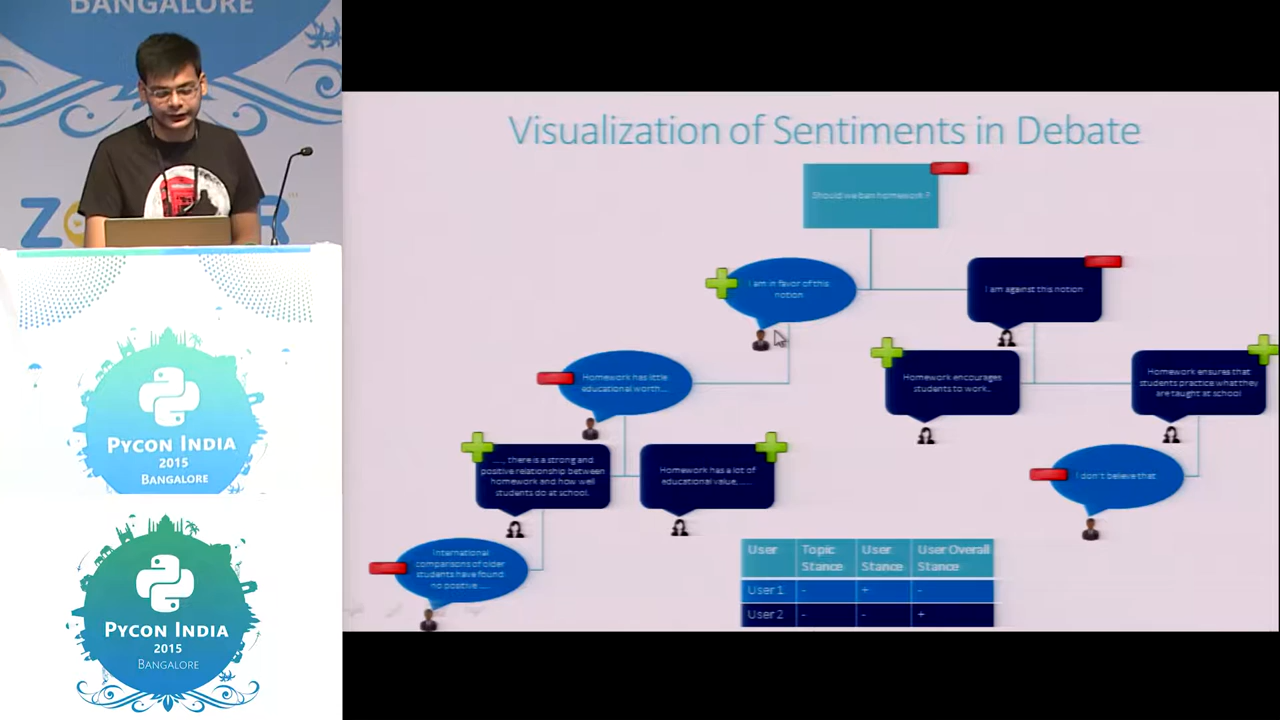 BANGALORE
Z
R
PYCON INDIA
2015
BANGALORE
PYCON INDIA
2015
BANGALORE
Visualization of Sentiments in Debate
Should we ban homework ?
I am in favor of this
notion
I am against this notion
Homework has little
educational worth....
Homework encourages
students to work..
Homework ensures that
students practice what they
are taught at school
...., there is a strong and
positive relationship between
homework and how well
students do at school.
Homework has a lot of
educational value,......
I don't believe that
International
comparisons of older
students have found
no positive.....
User Topic Stance User Stance User Overall Stance
User 1 - + -
User 2 - - +